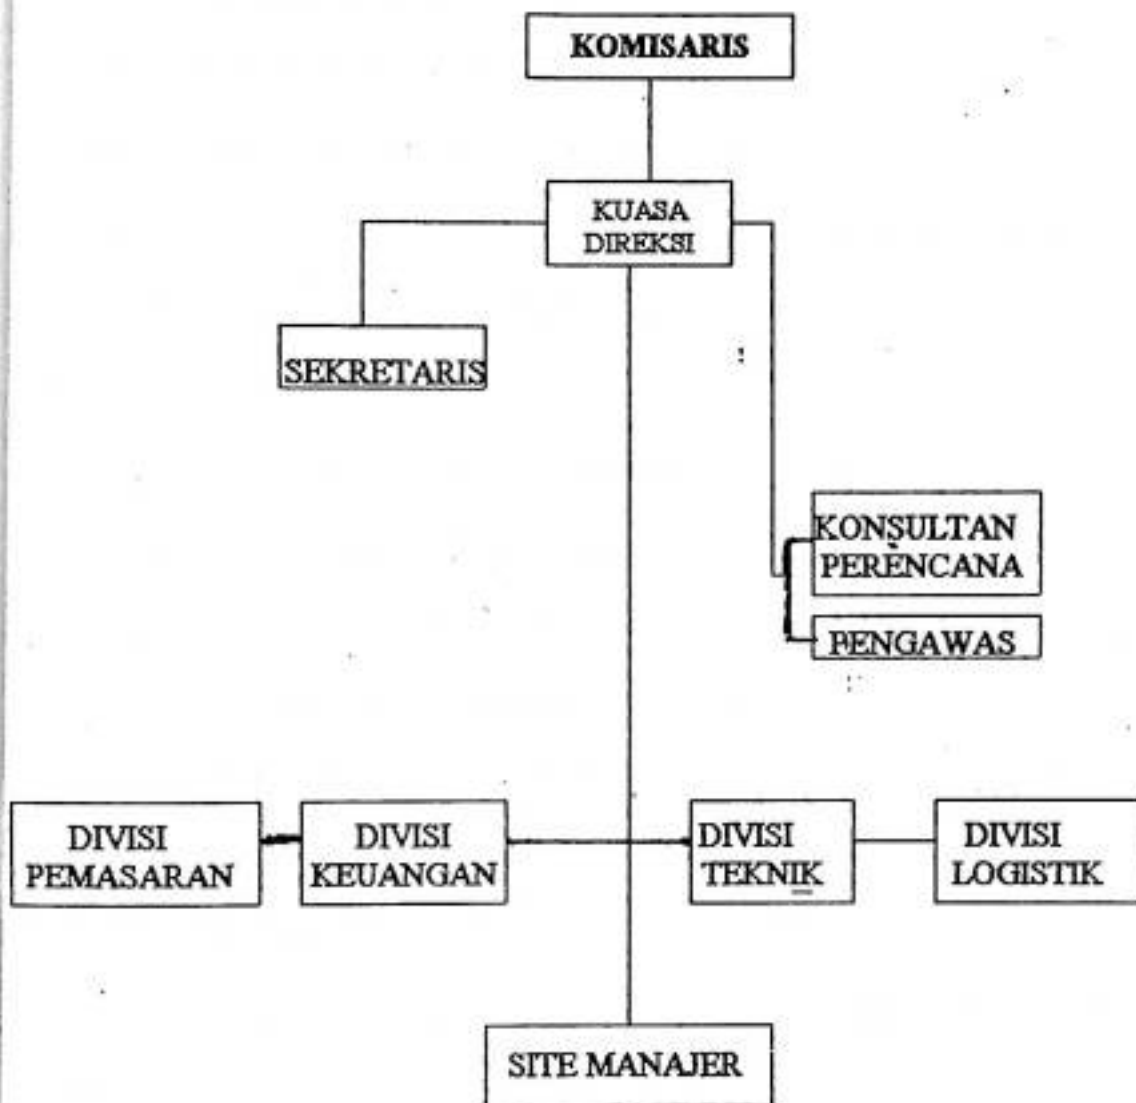 KOMISARIS
KUASA
DIREKSI
SEKRETARIS
KONSULTAN
PERENCANA
PENGAWAS
DIVISI
PEMASARAN
DIVISI
KEUANGAN
DIVISI
TEKNIK
DIVISI
LOGISTIK
SITE MANAJER